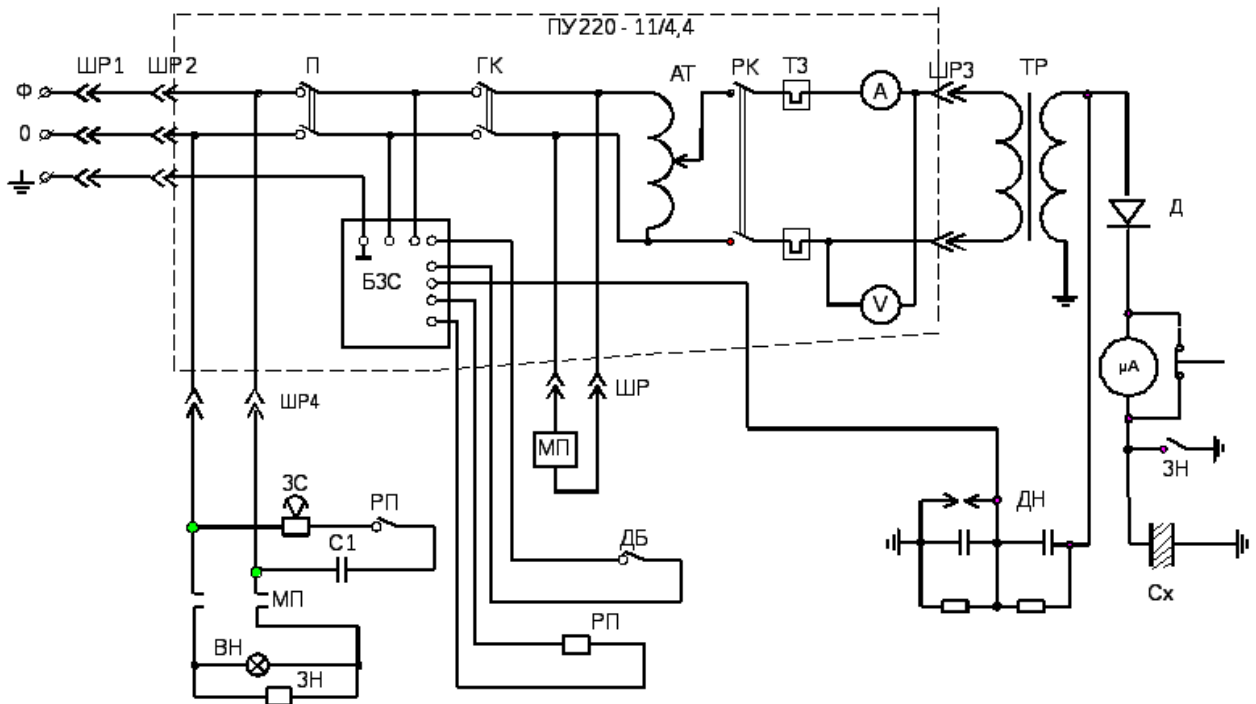 ПУ220 - 11/4,4
ШР1 ШР2 П ГК АТ РК ТЗ ШР3 ТР
Ф
А
0
Д
БЗС
V
µA
ШР4
ШР
МП
ЗН
ЗС
РП
ДН
С1
ДБ
Сх
МП
РП
ВН
ЗН